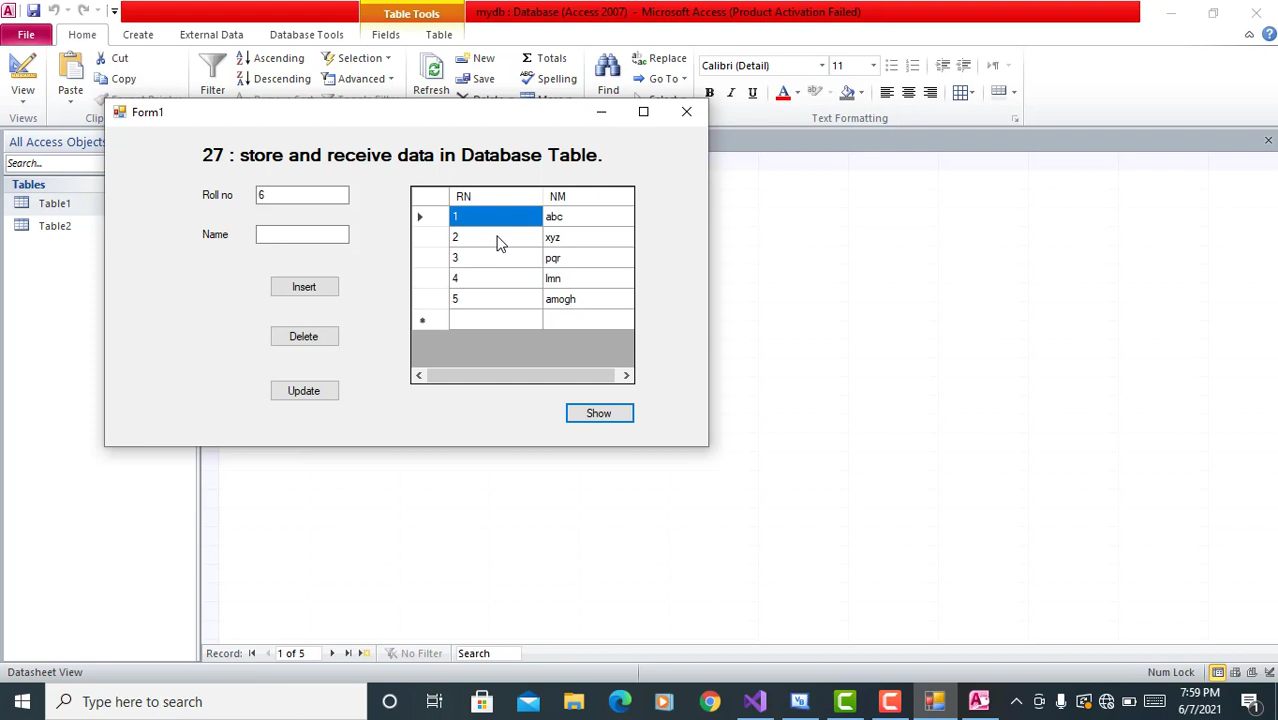 Table Tools
mydb : Database (Access 2007) - Microsoft Access (Product Activation Failed)
File
Home
Create
External Data
Database Tools
Fields
Table
View
Views
Paste
Cut
Copy
Filter
Ascending
Descending
Selection
Advanced
Refresh
New
Save
Totals
Spelling
Find
Replace
Go To
Calibri (Detail)
11
B I U
A
Text Formatting
All Access Objects
Search...
Tables
Table1
Table2
Form1
27 : store and receive data in Database Table.
Roll no
6
Name
Insert
Delete
Update
RN NM
1 abc
2 xyz
3 pqr
4 lmn
5 amogh
Show
Record: 1 of 5
No Filter
Search
Datasheet View
Num Lock
Type here to search
7:59 PM
6/7/2021
1